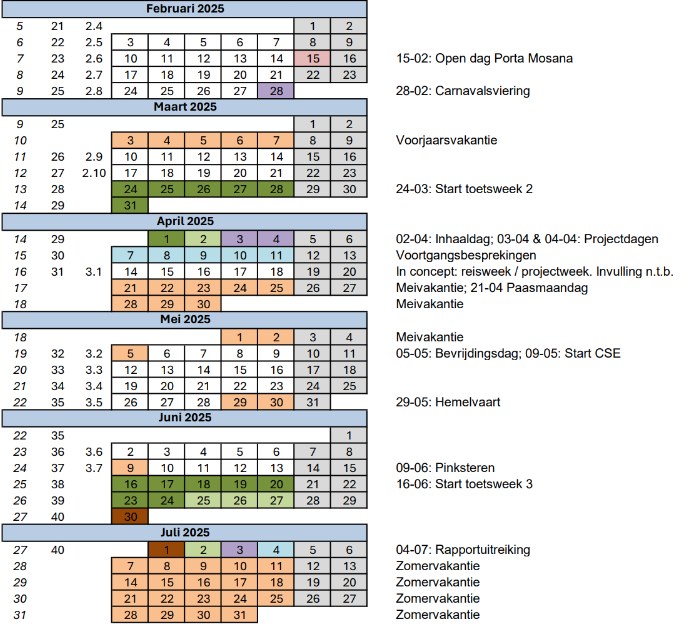 Februari 2025
5 21 2.4 1 2
6 22 2.5 3 4 5 6 7 8 9
7 23 2.6 10 11 12 13 14 15 16 15-02: Open dag Porta Mosana
8 24 2.7 17 18 19 20 21 22 23
9 25 2.8 24 25 26 27 28 28-02: Carnavalsviering
Maart 2025
9 25 1 2
10 3 4 5 6 7 8 9 Voorjaarsvakantie
11 26 2.9 10 11 12 13 14 15 16
12 27 2.10 17 18 19 20 21 22 23
13 28 24 25 26 27 28 29 30 24-03: Start toetsweek 2
14 29 31
April 2025
14 29 1 2 3 4 5 6 02-04: Inhaaldag; 03-04 & 04-04: Projectdagen
15 30 7 8 9 10 11 12 13 Voortgangsbesprekingen
16 31 3.1 14 15 16 17 18 19 20 In concept: reisweek / projectweek. Invulling n.t.b.
17 21 22 23 24 25 26 27 Meivakantie; 21-04 Paasmaandag
18 28 29 30 Meivakantie
Mei 2025
18 1 2 3 4 Meivakantie
19 32 3.2 5 6 7 8 9 10 11 05-05: Bevrijdingsdag; 09-05: Start CSE
20 33 3.3 12 13 14 15 16 17 18
21 34 3.4 19 20 21 22 23 24 25
22 35 3.5 26 27 28 29 30 31 29-05: Hemelvaart
Juni 2025
22 35 1
23 36 3.6 2 3 4 5 6 7 8
24 37 3.7 9 10 11 12 13 14 15 09-06: Pinksteren
25 38 16 17 18 19 20 21 22 16-06: Start toetsweek 3
26 39 23 24 25 26 27 28 29
27 40 30
Juli 2025
27 40 1 2 3 4 5 6 04-07: Rapportuitreiking
28 7 8 9 10 11 12 13 Zomervakantie
29 14 15 16 17 18 19 20 Zomervakantie
30 21 22 23 24 25 26 27 Zomervakantie
31 28 29 30 31 Zomervakantie